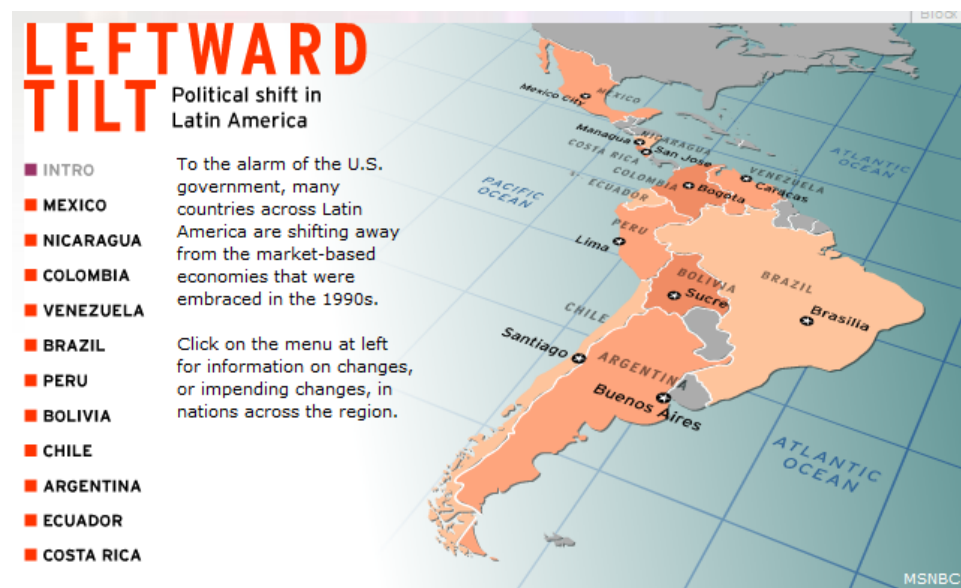 Block
LEFTWARD
TILT
Political shift in
Latin America
INTRO
MEXICO
NICARAGUA
COLOMBIA
VENEZUELA
BRAZIL
PERU
BOLIVIA
CHILE
ARGENTINA
ECUADOR
COSTA RICA
To the alarm of the U.S.
government, many
countries across Latin
America are shifting away
from the market-based
economies that were
embraced in the 1990s.
Click on the menu at left
for information on changes,
or impending changes, in
nations across the region.
Mexico City
MEXICO
Managua
NICARAGUA
San Jose
COSTA RICA
ATLANTIC
OCEAN
PACIFIC
OCEAN
COLOMBIA
Bogota
VENEZUELA
Caracas
ECUADOR
PERU
Lima
BOLIVIA
Sucre
BRAZIL
Brasilia
CHILE
Santiago
ARGENTINA
Buenos Aires
ATLANTIC
OCEAN
MSNBC